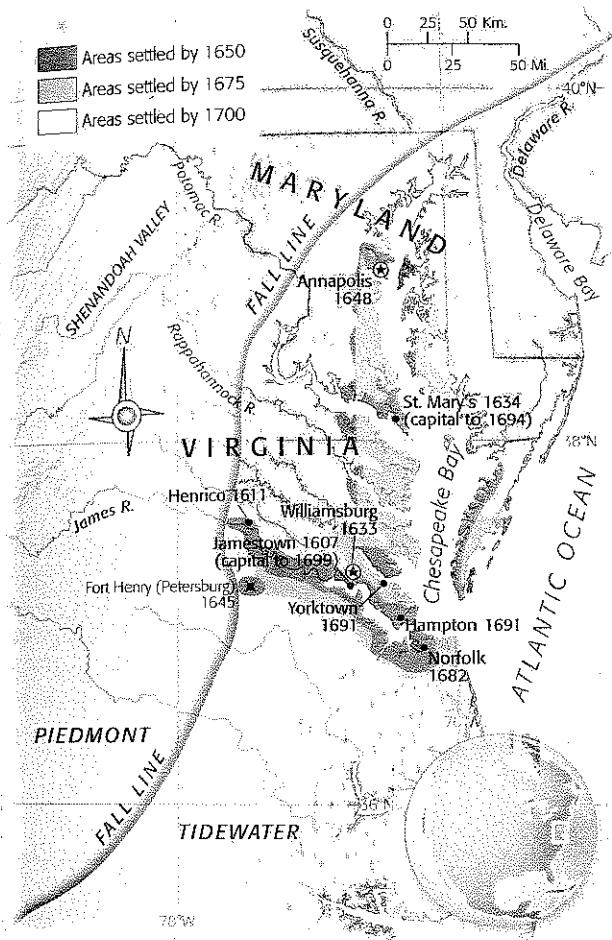 0 25 50 Km.
0 25 50 Mi.
Areas settled by 1650
Areas settled by 1675
Areas settled by 1700
Susquehanna R.
40°N
Delaware R.
Delaware Bay
MARYLAND
Potomac R.
SHENANDOAH VALLEY
FALL LINE
Annapolis
1648
N
Rappahannock R.
St. Mary's 1634
(capital to 1694)
38°N
VIRGINIA
Chesapeake Bay
Henrico 1611
Williamsburg
1633
James R.
Jamestown 1607
(capital to 1699)
Fort Henry (Petersburg)
1645
Yorktown
1691
Hampton 1691
Norfolk
1682
ATLANTIC OCEAN
PIEDMONT
FALL LINE
36°N
TIDEWATER
70°W